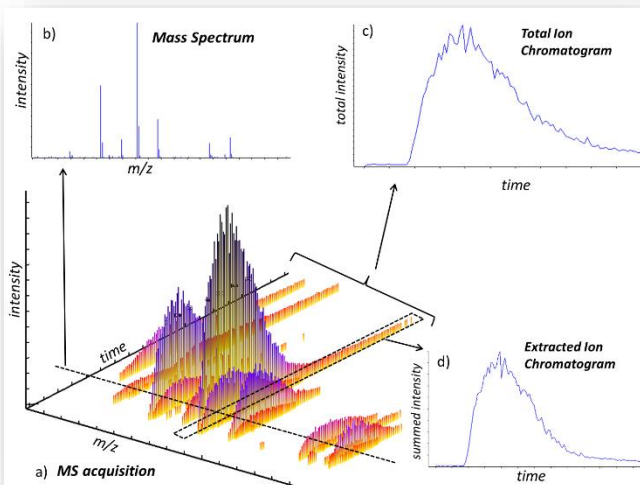 b)
Mass Spectrum
intensity
m/z
c)
Total Ion
Chromatogram
total intensity
time
intensity
time
m/z
a) MS acquisition
d)
Extracted Ion
Chromatogram
summed intensity
time